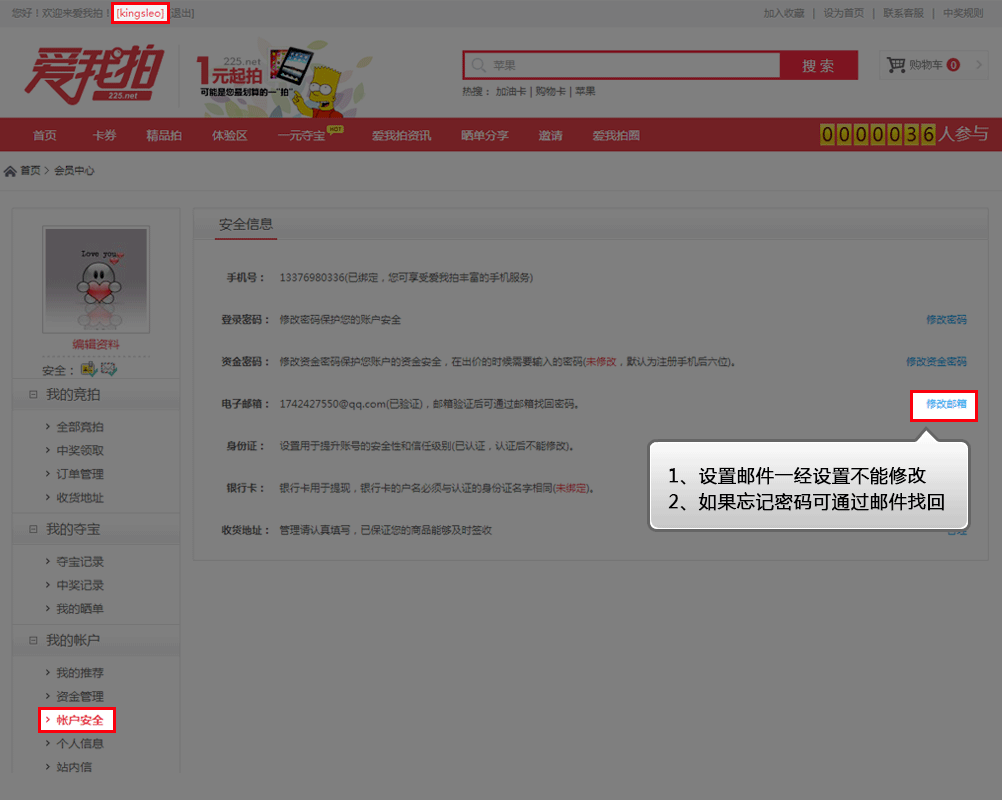 您好！欢迎来爱我拍！[kingsleo] [退出]
加入收藏 | 设为首页 | 联系客服 | 中奖规则
爱我拍
225.net
225.net
1元起拍
可能是您最划算的一"拍"
苹果
搜 索
购物车 0
热搜： 加油卡 | 购物卡 | 苹果
首页 卡券 精品拍 体验区 一元夺宝 HOT 爱我拍资讯 晒单分享 邀请 爱我拍圈 0000036人参与
首页 > 会员中心
Love you
编辑资料
安全：
我的竞拍
全部竞拍
中奖领取
订单管理
收货地址
我的夺宝
夺宝记录
中奖记录
我的晒单
我的帐户
我的推荐
资金管理
帐户安全
个人信息
站内信
安全信息
手机号： 13376980336(已绑定，您可享受爱我拍丰富的手机服务)
登录密码： 修改密码保护您的账户安全 修改密码
资金密码： 修改资金密码保护您账户的资金安全，在出价的时候需要输入的密码(未修改，默认为注册手机后六位)。 修改资金密码
电子邮箱： 1742427550@qq.com(已验证)，邮箱验证后可通过邮箱找回密码。 修改邮箱
身份证： 设置用于提升账号的安全性和信任级别(已认证，认证后不能修改)。
银行卡： 银行卡用于提现，银行卡的户名必须与认证的身份证名字相同(未绑定)。
收货地址： 管理请认真填写，已保证您的商品能够及时签收
1、设置邮件一经设置不能修改
2、如果忘记密码可通过邮件找回